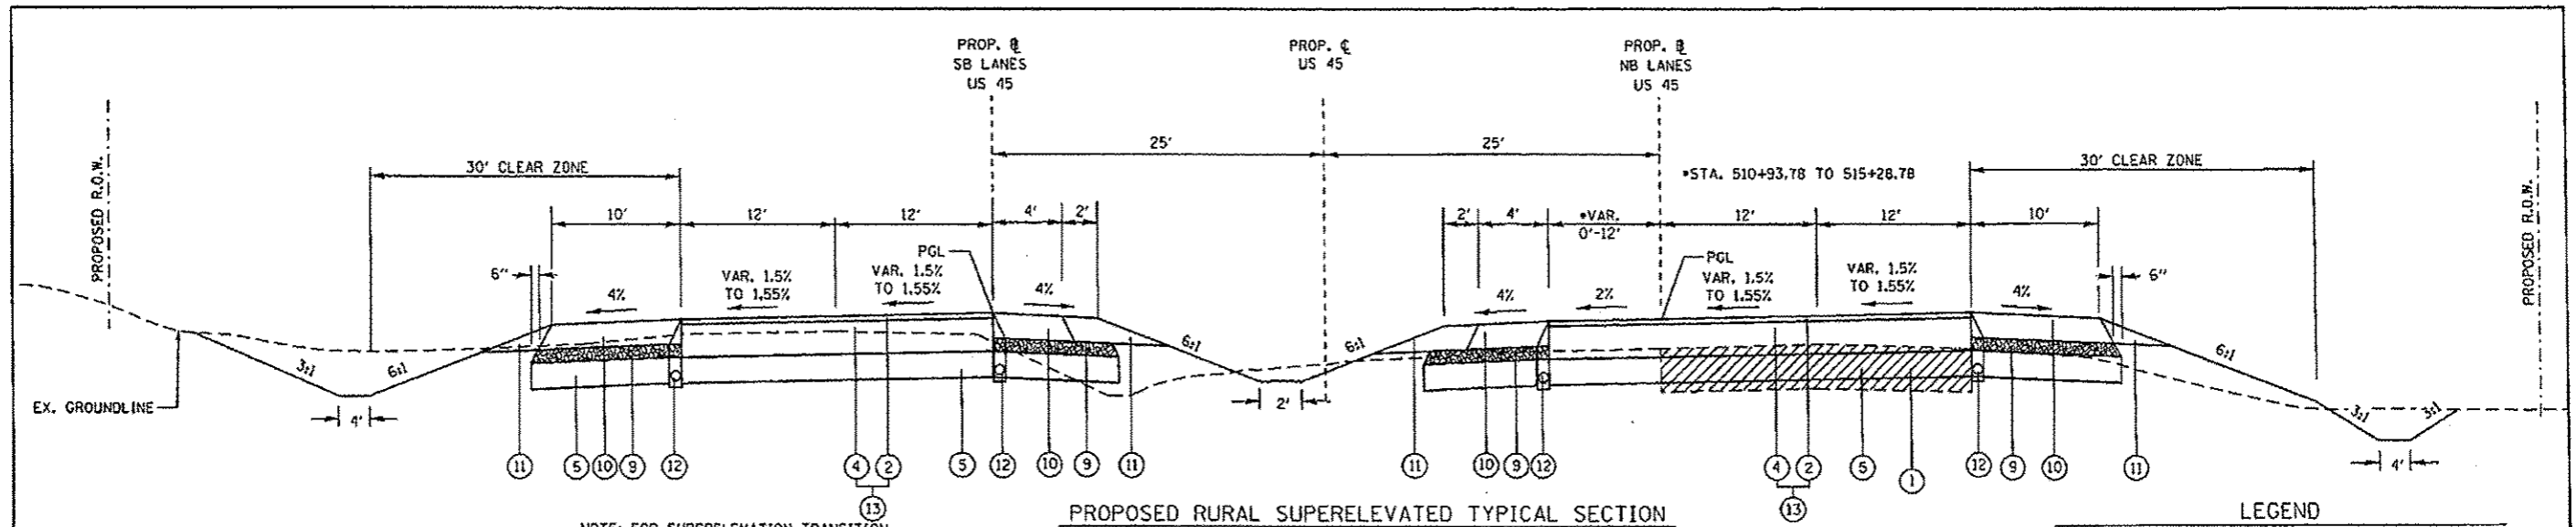 PROP. ℄
SB LANES
US 45
PROP. ℄
US 45
PROP. ℄
NB LANES
US 45
PROPOSED R.O.W.
25'
25'
30' CLEAR ZONE
*STA. 510+93.78 TO 515+28.78
30' CLEAR ZONE
PROPOSED R.O.W.
10'
12'
12'
4'
2'
2'
4'
*VAR.
0'-12'
12'
12'
10'
PGL
PGL
6"
4%
VAR. 1.5%
TO 1.55%
VAR. 1.5%
TO 1.55%
4%
4%
2%
VAR. 1.5%
TO 1.55%
VAR. 1.5%
TO 1.55%
4%
6"
EX. GROUNDLINE
3:1
6:1
6:1
6:1
6:1
3:1
3:1
4'
2'
4'
11
5
10
9
12
4
2
5
12
10
9
11
11
10
9
12
4
2
5
1
12
9
10
11
13
13
NOTE: FOR SUPERELEVATION TRANSITION
PROPOSED RURAL SUPERELEVATED TYPICAL SECTION
LEGEND